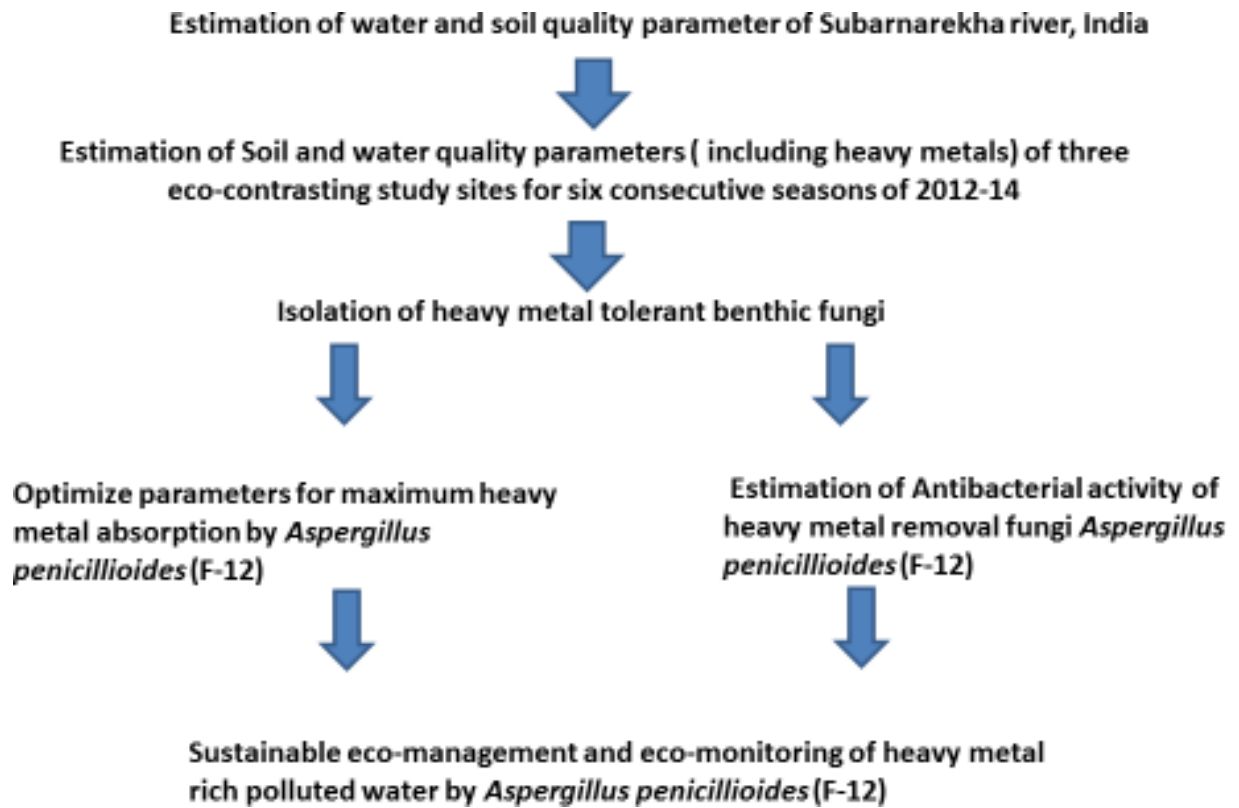 Estimation of water and soil quality parameter of Subarnarekha river, India
Estimation of Soil and water quality parameters ( including heavy metals) of three
eco-contrasting study sites for six consecutive seasons of 2012-14
Isolation of heavy metal tolerant benthic fungi
Optimize parameters for maximum heavy
metal absorption by Aspergillus
penicillioides (F-12)
Estimation of Antibacterial activity of
heavy metal removal fungi Aspergillus
penicillioides (F-12)
Sustainable eco-management and eco-monitoring of heavy metal
rich polluted water by Aspergillus penicillioides (F-12)